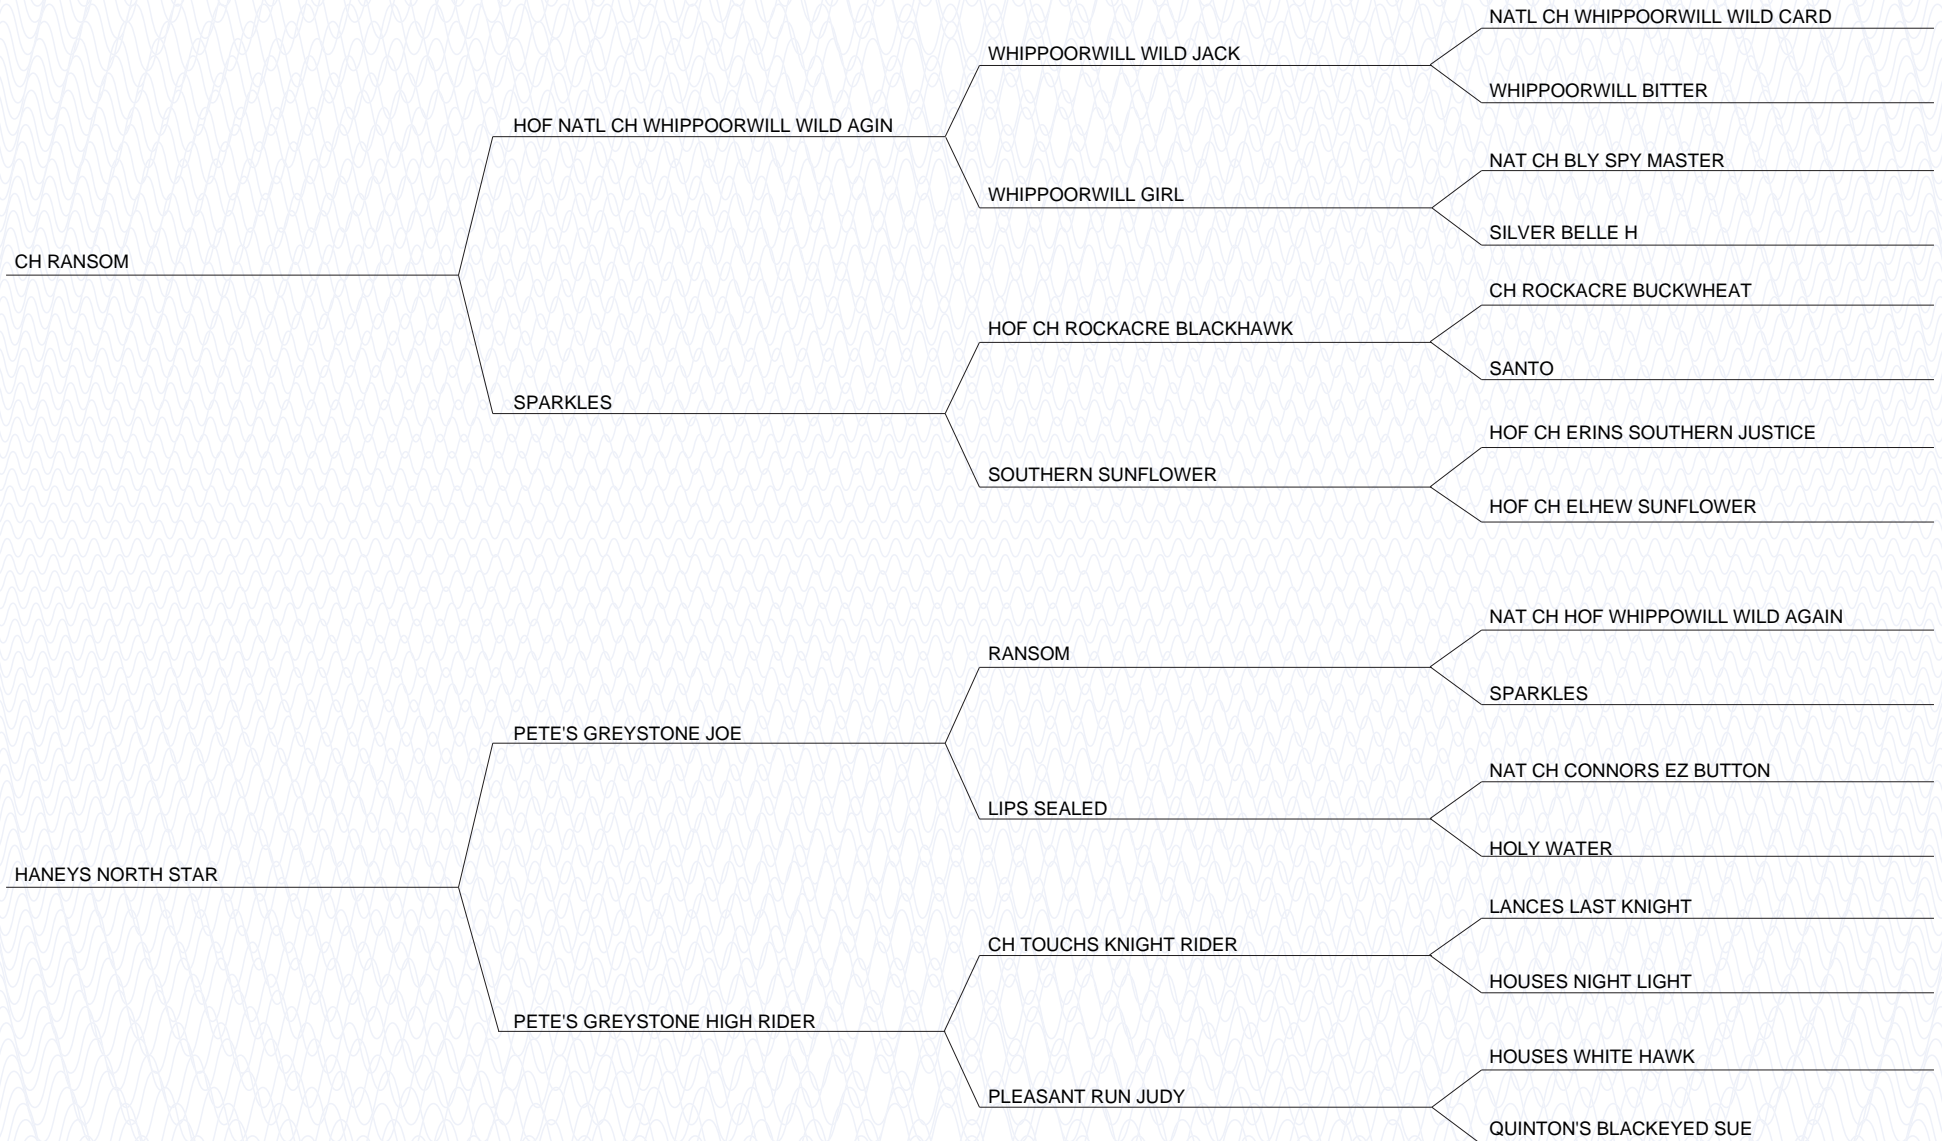 NATL CH WHIPPOORWILL WILD CARD
WHIPPOORWILL WILD JACK
WHIPPOORWILL BITTER
HOF NATL CH WHIPPOORWILL WILD AGIN
NAT CH BLY SPY MASTER
WHIPPOORWILL GIRL
SILVER BELLE H
CH RANSOM
CH ROCKACRE BUCKWHEAT
HOF CH ROCKACRE BLACKHAWK
SANTO
SPARKLES
HOF CH ERINS SOUTHERN JUSTICE
SOUTHERN SUNFLOWER
HOF CH ELHEW SUNFLOWER
NAT CH HOF WHIPPOWILL WILD AGAIN
RANSOM
SPARKLES
PETE'S GREYSTONE JOE
NAT CH CONNORS EZ BUTTON
LIPS SEALED
HOLY WATER
HANEYS NORTH STAR
LANCES LAST KNIGHT
CH TOUCHS KNIGHT RIDER
HOUSES NIGHT LIGHT
PETE'S GREYSTONE HIGH RIDER
HOUSES WHITE HAWK
PLEASANT RUN JUDY
QUINTON'S BLACKEYED SUE